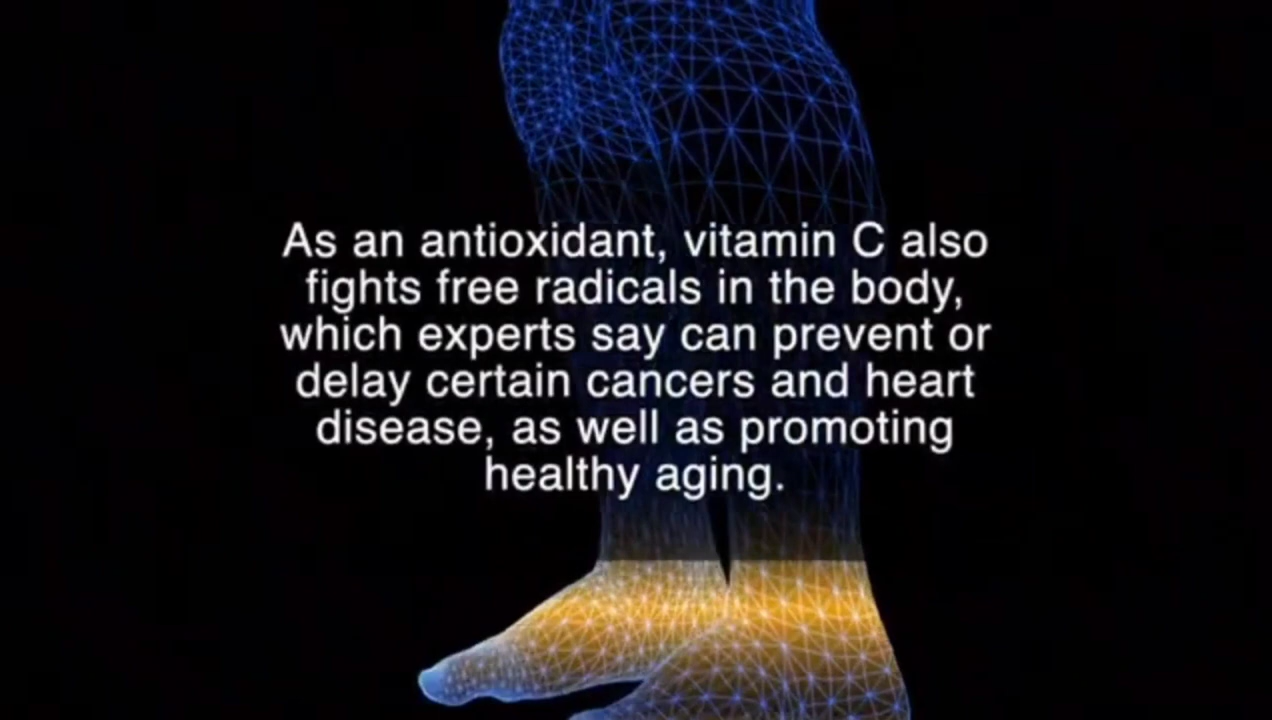 As an antioxidant, vitamin C also
fights free radicals in the body,
which experts say can prevent or
delay certain cancers and heart
disease, as well as promoting
healthy aging.